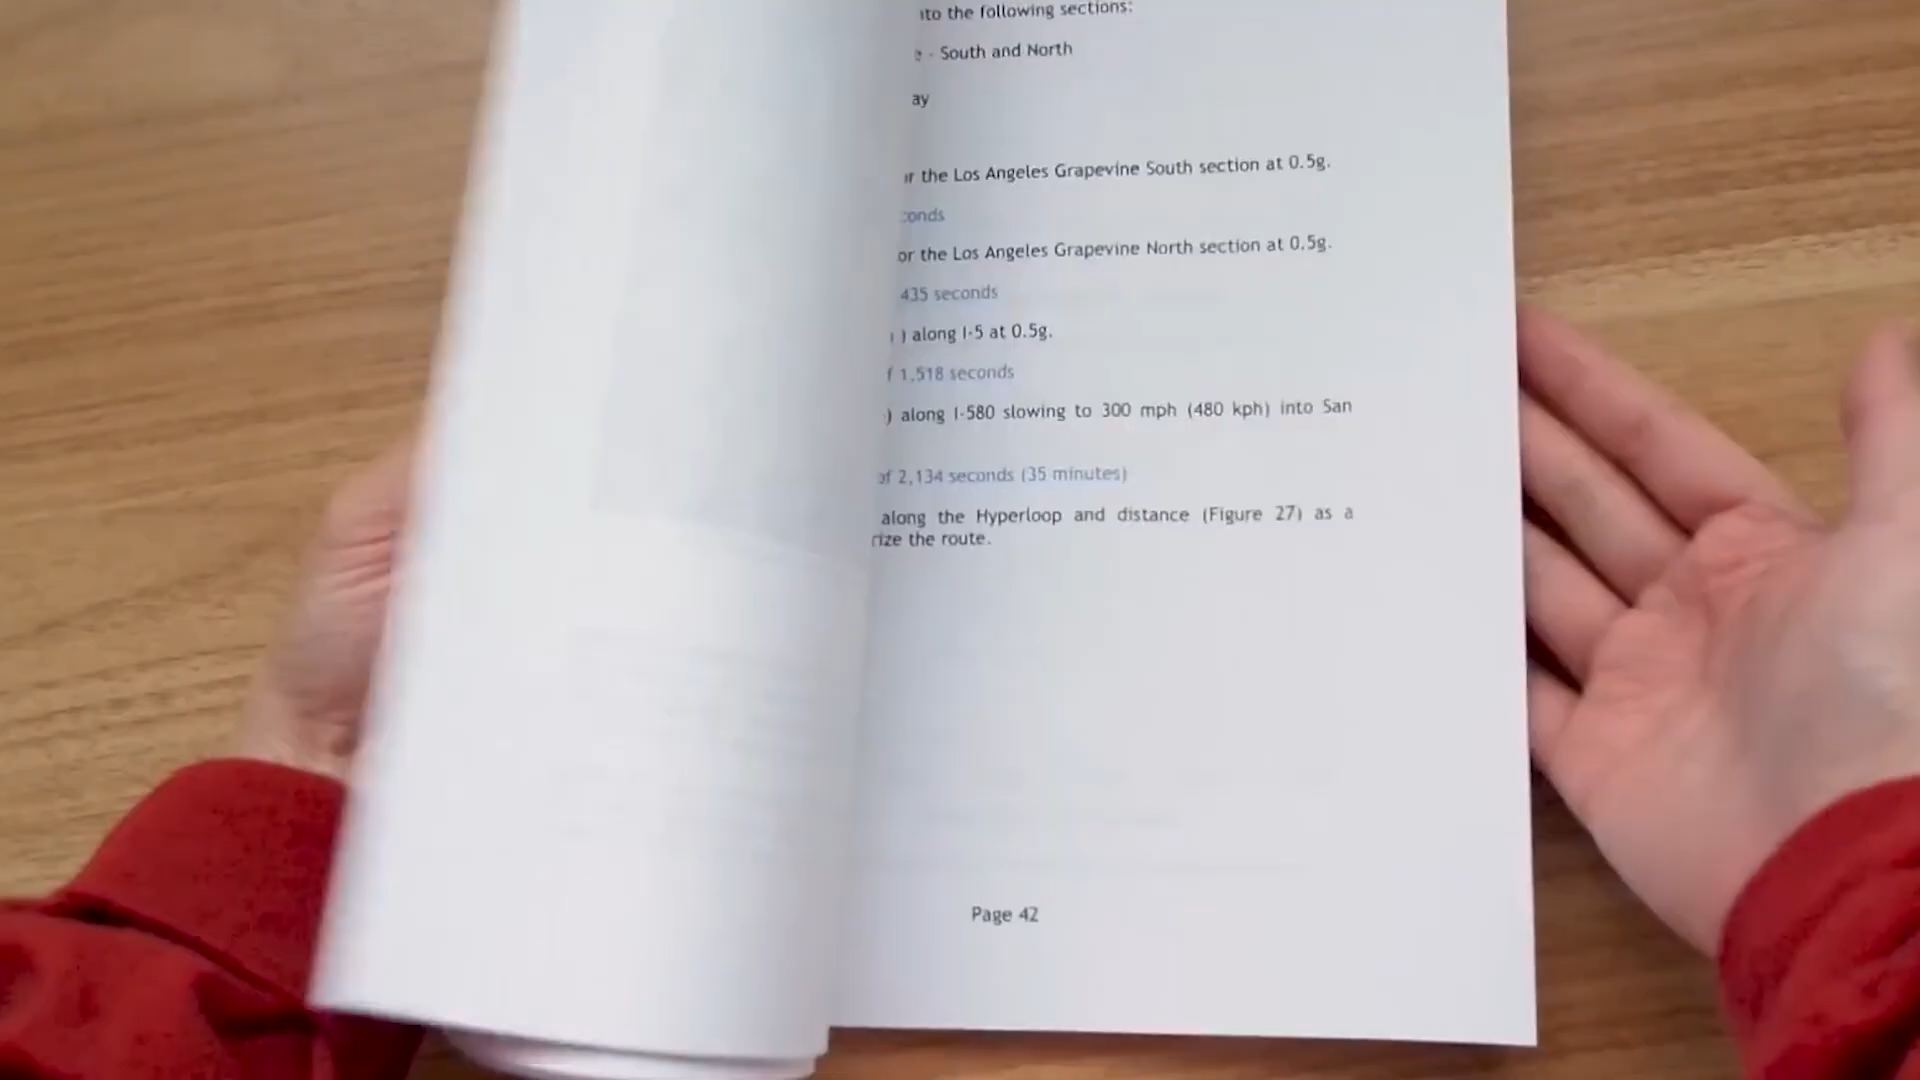 to the following sections:
- South and North
ay
the Los Angeles Grapevine South section at 0.5g.
conds
or the Los Angeles Grapevine North section at 0.5g.
435 seconds
) along I-5 at 0.5g.
f 1,518 seconds
) along I-580 slowing to 300 mph (480 kph) into San
of 2,134 seconds (35 minutes)
along the Hyperloop and distance (Figure 27) as a
rize the route.
Page 42